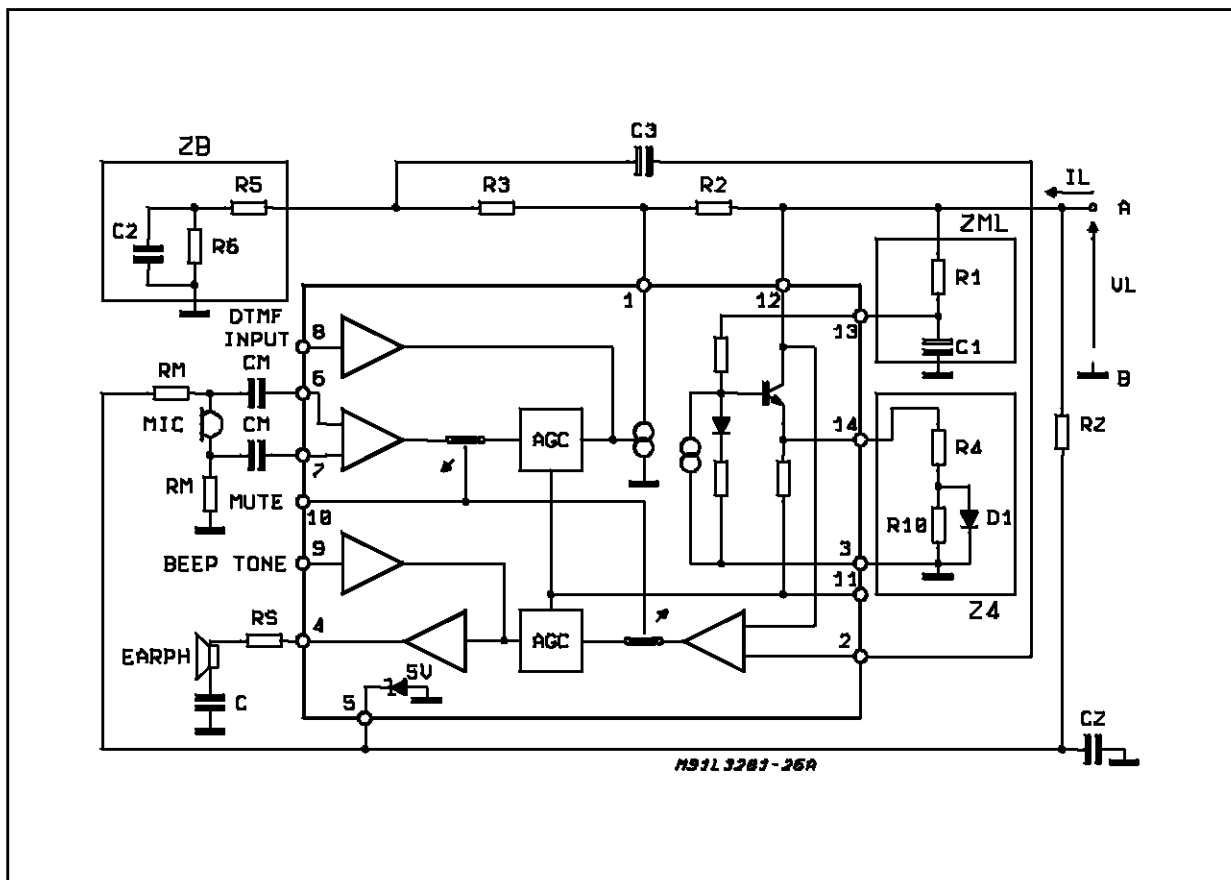 C3
ZB
R5
R3
R2
IL
A
C2
R6
ZML
R1
VL
1
12
13
DTMF
INPUT
8
C1
B
RM
CM
6
MIC
CM
AGC
14
R4
RZ
7
RM
MUTE
10
R10
D1
BEEP TONE
9
3
11
Z4
RS
4
AGC
2
EARPH
5V
C
5
CZ
M91L3281-26A